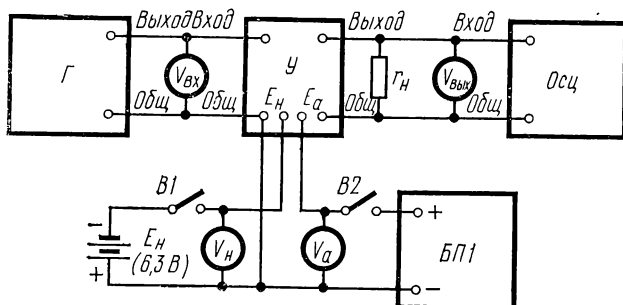 Выход Вход Выход Вход
Г Vвх У rн Vвых Осц
Общ Общ Eн Eа Общ Общ
В1 В2
- + 
Eн Vн Vа БП1
(6,3 В)
+ -